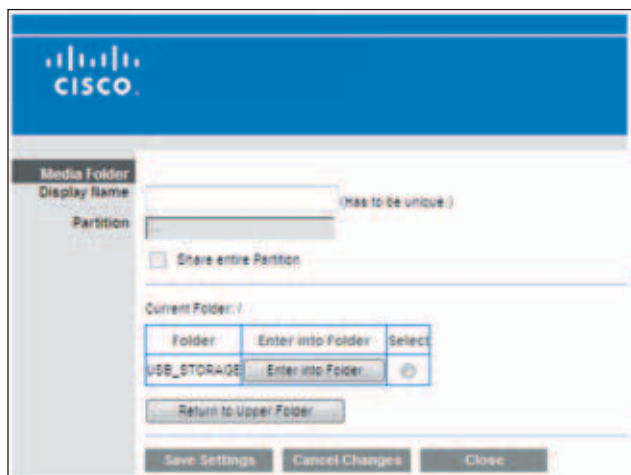 CISCO.
Media Folder
Display Name
(Has to be unique.)
Partition
...
Share entire Partition
Current Folder: /
Folder Enter into Folder Select
USB_STORAGE Enter into Folder
Return to Upper Folder
Save Settings Cancel Changes Close